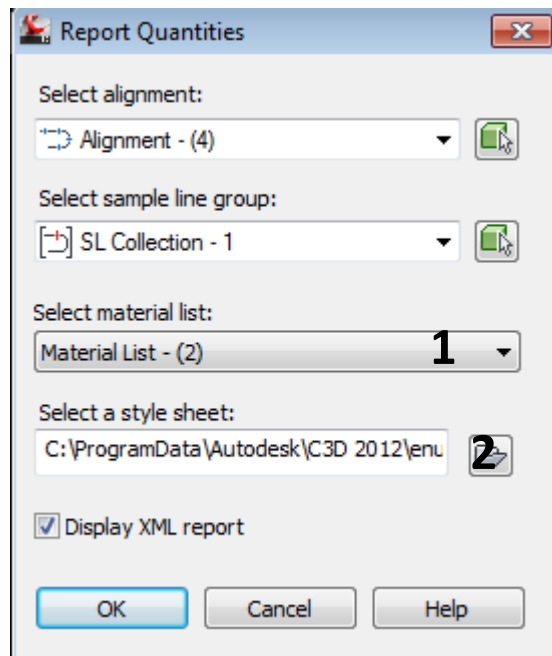 Report Quantities
Select alignment:
Alignment - (4)
Select sample line group:
SL Collection - 1
Select material list:
Material List - (2) 1
Select a style sheet:
C:\ProgramData\Autodesk\C3D 2012\enu 2
Display XML report
OK Cancel Help